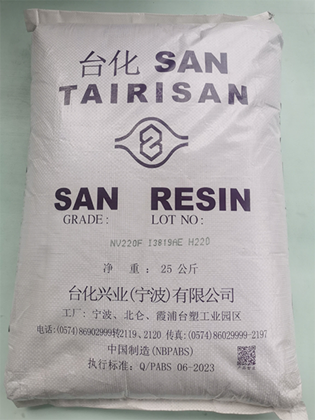 台化 SAN
TAIRISAN
SAN RESIN
GRADE: LOT NO:
NV220F I3819AE H220
净 重: 25公斤
台化兴业(宁波)有限公司
工厂: 宁波、北仑、霞浦台塑工业园区
电话:(0574)86902999转2119、2120 传真:(0574)86029999-2197
中国制造(NBPABS)
执行标准: Q/PABS 06-2023